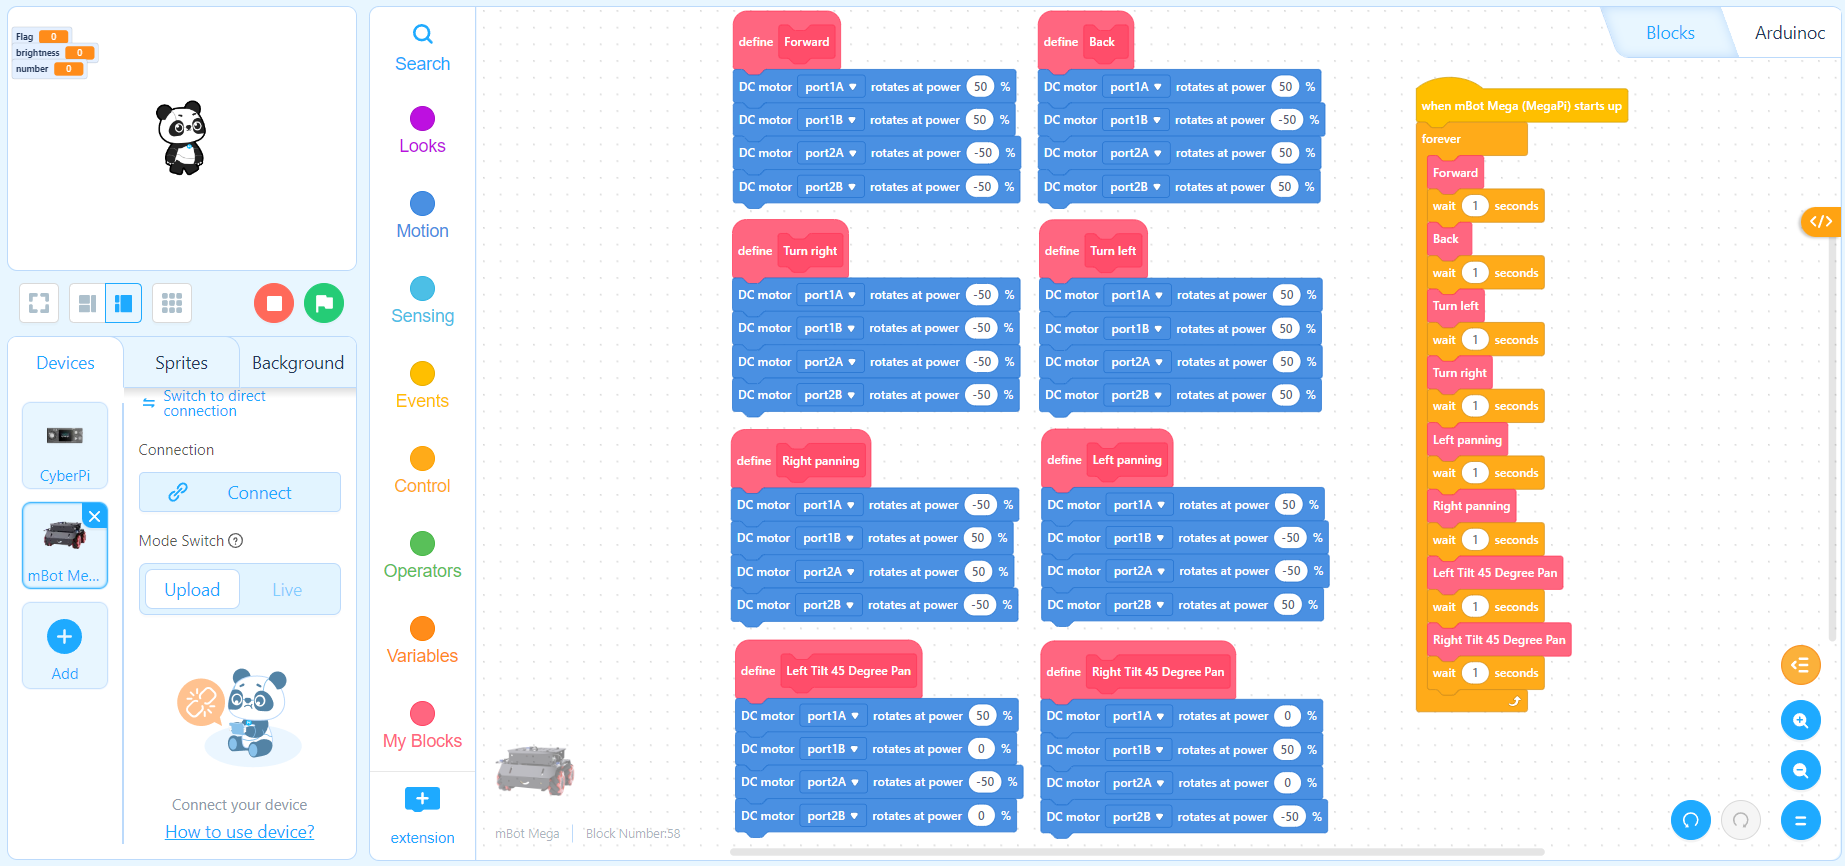 Flag 0
brightness 0
number 0
Devices
Sprites
Background
Switch to direct
connection
CyberPi
mBot Me...
Add
Connection
Connect
Mode Switch ?
Upload
Live
Connect your device
How to use device?
Search
Looks
Motion
Sensing
Events
Control
Operators
Variables
My Blocks
extension
define Forward
DC motor port1A rotates at power 50 %
DC motor port1B rotates at power 50 %
DC motor port2A rotates at power -50 %
DC motor port2B rotates at power -50 %
define Back
DC motor port1A rotates at power 50 %
DC motor port1B rotates at power -50 %
DC motor port2A rotates at power 50 %
DC motor port2B rotates at power 50 %
define Turn right
DC motor port1A rotates at power -50 %
DC motor port1B rotates at power -50 %
DC motor port2A rotates at power -50 %
DC motor port2B rotates at power -50 %
define Turn left
DC motor port1A rotates at power 50 %
DC motor port1B rotates at power 50 %
DC motor port2A rotates at power 50 %
DC motor port2B rotates at power 50 %
define Right panning
DC motor port1A rotates at power -50 %
DC motor port1B rotates at power 50 %
DC motor port2A rotates at power 50 %
DC motor port2B rotates at power -50 %
define Left panning
DC motor port1A rotates at power 50 %
DC motor port1B rotates at power -50 %
DC motor port2A rotates at power -50 %
DC motor port2B rotates at power 50 %
define Left Tilt 45 Degree Pan
DC motor port1A rotates at power 50 %
DC motor port1B rotates at power 0 %
DC motor port2A rotates at power -50 %
DC motor port2B rotates at power 0 %
define Right Tilt 45 Degree Pan
DC motor port1A rotates at power 0 %
DC motor port1B rotates at power 50 %
DC motor port2A rotates at power 0 %
DC motor port2B rotates at power -50 %
mBot Mega
Block Number:58
Blocks
Arduinoc
when mBot Mega (MegaPi) starts up
forever
Forward
wait 1 seconds
Back
wait 1 seconds
Turn left
wait 1 seconds
Turn right
wait 1 seconds
Left panning
wait 1 seconds
Right panning
wait 1 seconds
Left Tilt 45 Degree Pan
wait 1 seconds
Right Tilt 45 Degree Pan
wait 1 seconds
</>